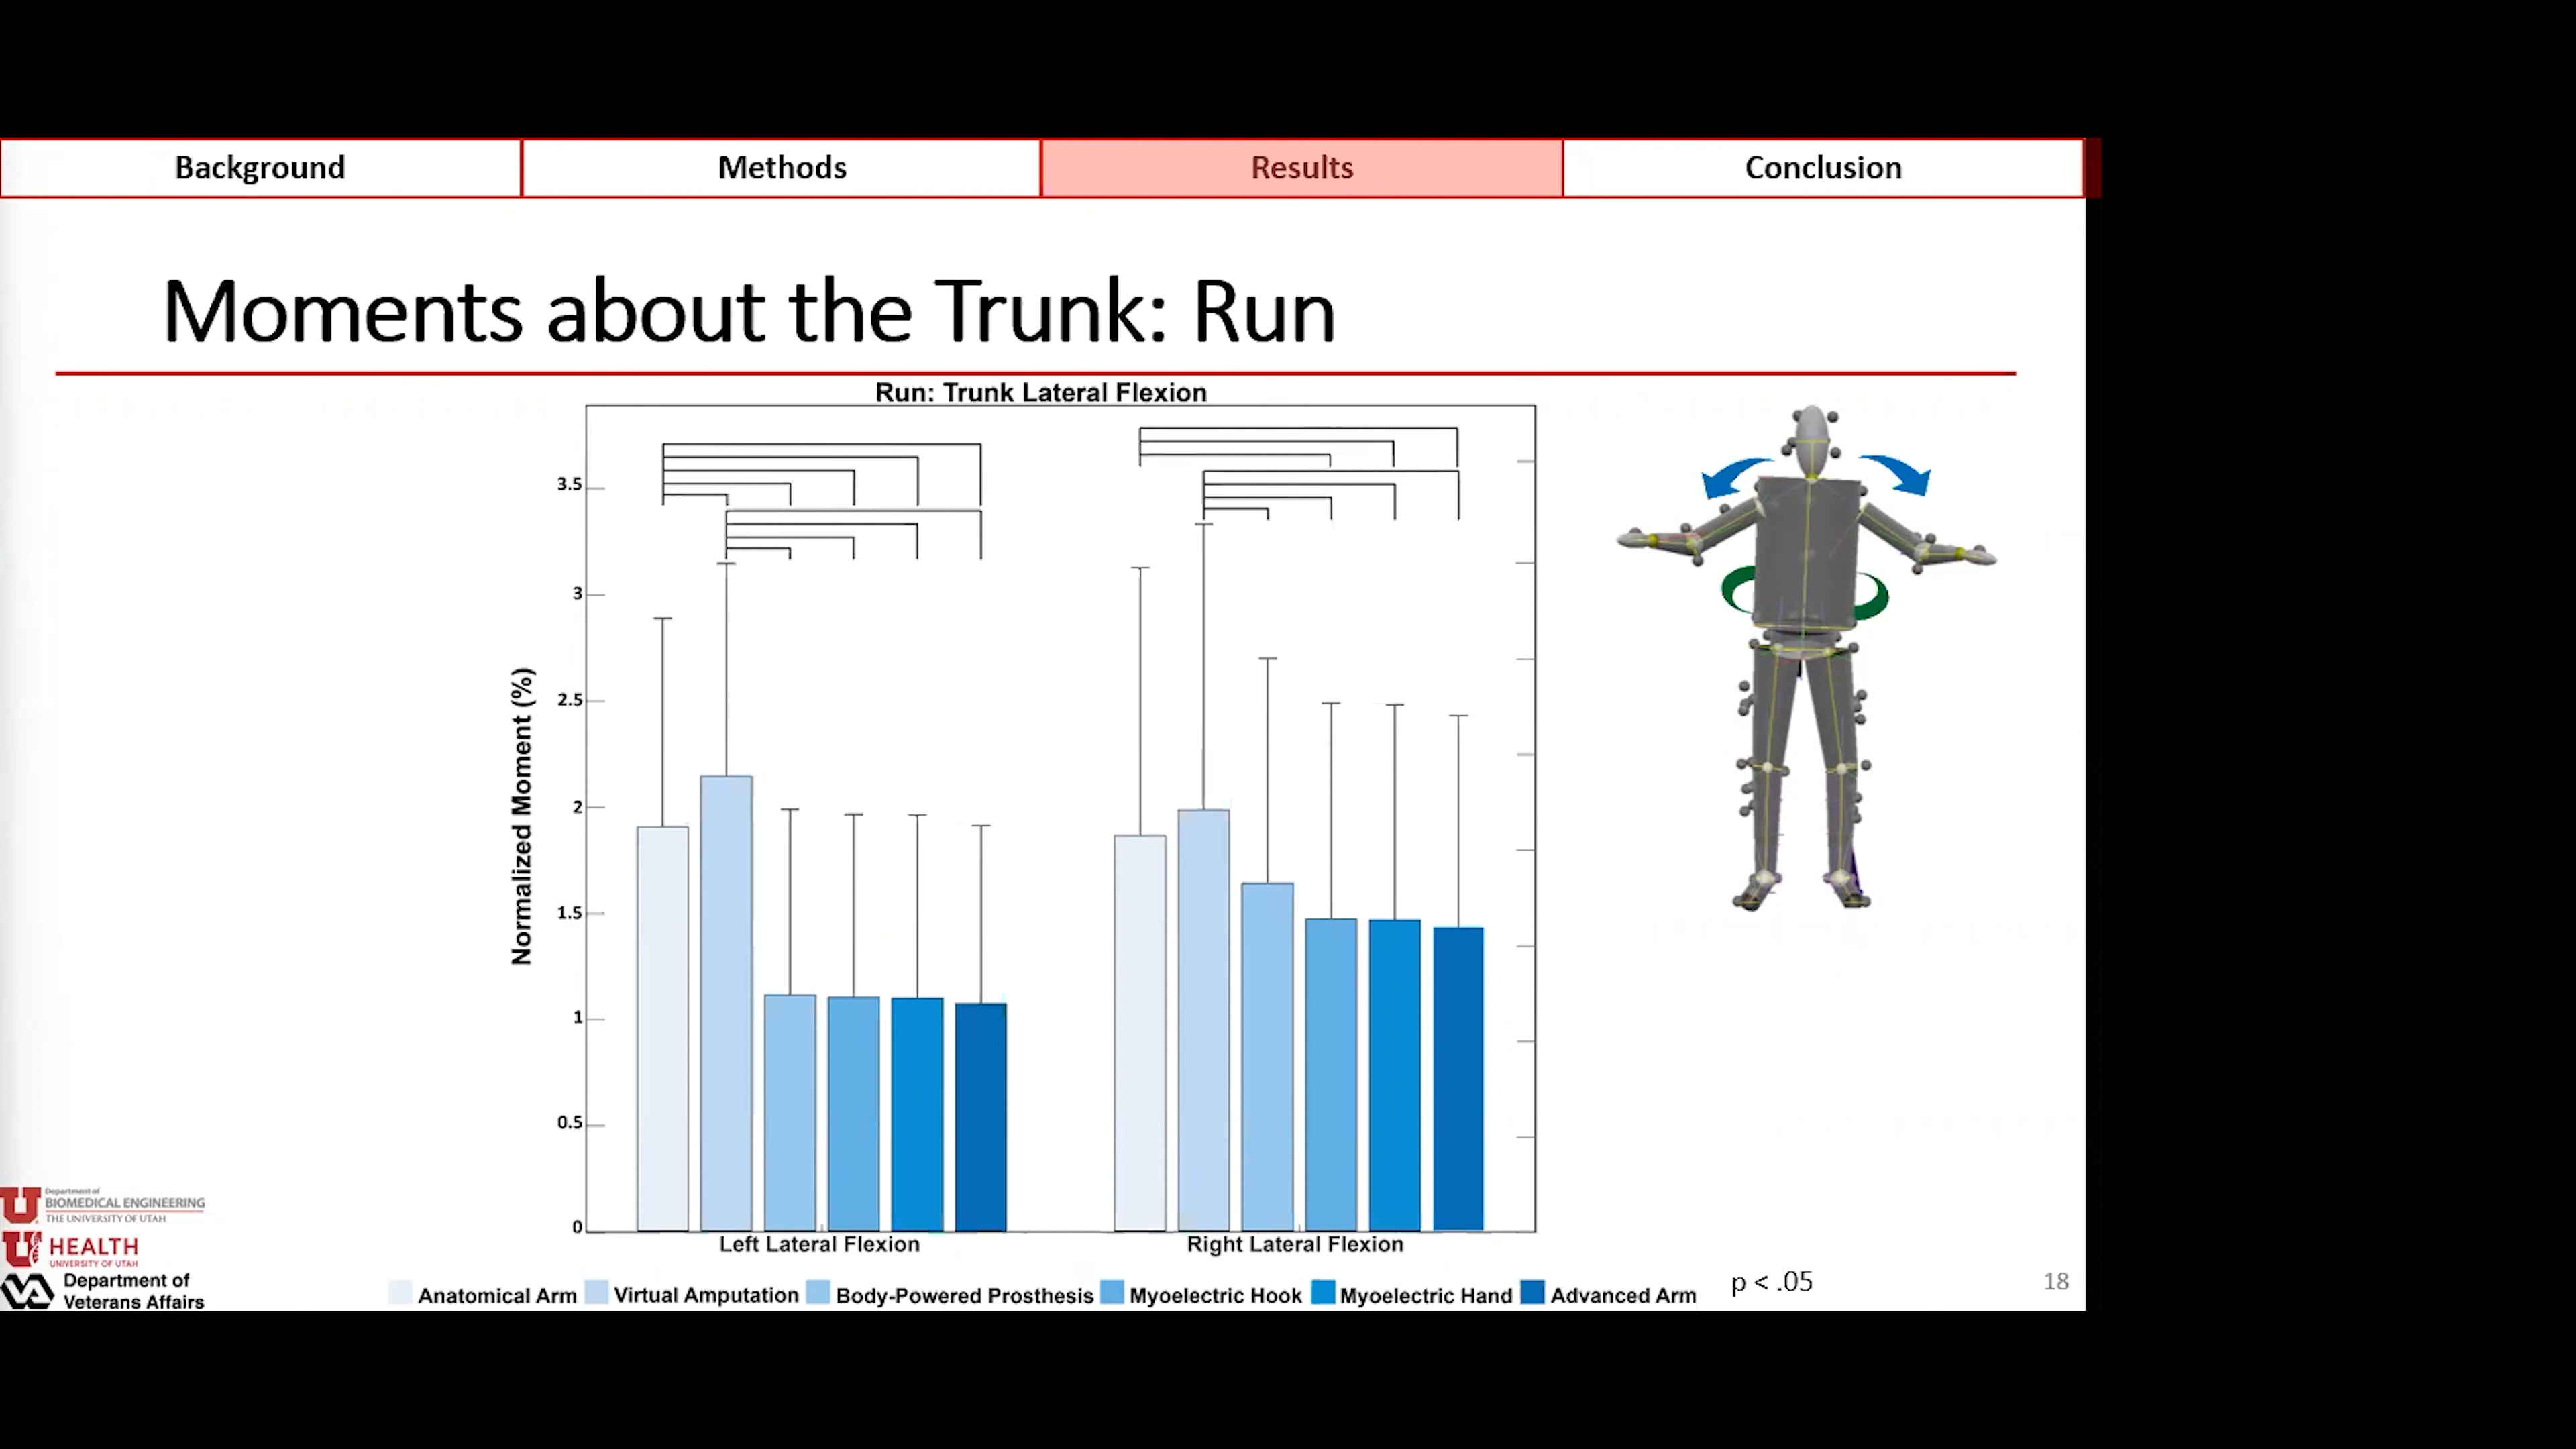 Background
Methods
Results
Conclusion
Moments about the Trunk: Run
Run: Trunk Lateral Flexion
Normalized Moment (%)
3.5
3
2.5
2
1.5
1
0.5
0
Left Lateral Flexion
Right Lateral Flexion
Anatomical Arm
Virtual Amputation
Body-Powered Prosthesis
Myoelectric Hook
Myoelectric Hand
Advanced Arm
p < .05
18
Department of
BIOMEDICAL ENGINEERING
THE UNIVERSITY OF UTAH
HEALTH
UNIVERSITY OF UTAH
VA
Department of
Veterans Affairs